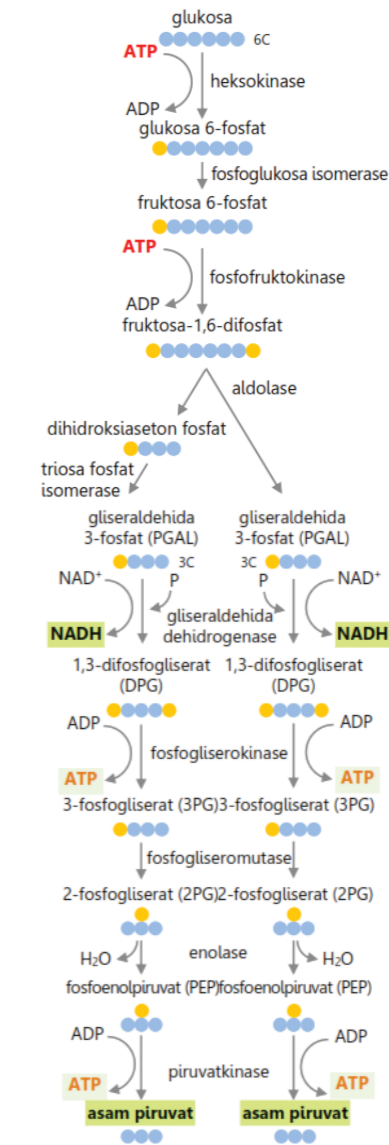 glukosa
6C
ATP
heksokinase
ADP
glukosa 6-fosfat
fosfoglukosa isomerase
fruktosa 6-fosfat
ATP
fosfofruktokinase
ADP
fruktosa-1,6-difosfat
aldolase
dihidroksiaseton fosfat
triosa fosfat
isomerase
gliseraldehida
3-fosfat (PGAL)
gliseraldehida
3-fosfat (PGAL)
3C 3C
NAD⁺ P P NAD⁺
gliseraldehida
dehidrogenase
NADH NADH
1,3-difosfogliserat
(DPG)
1,3-difosfogliserat
(DPG)
ADP ADP
fosfogliserokinase
ATP ATP
3-fosfogliserat (3PG) 3-fosfogliserat (3PG)
fosfogliseromutase
2-fosfogliserat (2PG) 2-fosfogliserat (2PG)
H₂O enolase H₂O
fosfoenolpiruvat (PEP) fosfoenolpiruvat (PEP)
ADP ADP
piruvatkinase
ATP ATP
asam piruvat asam piruvat